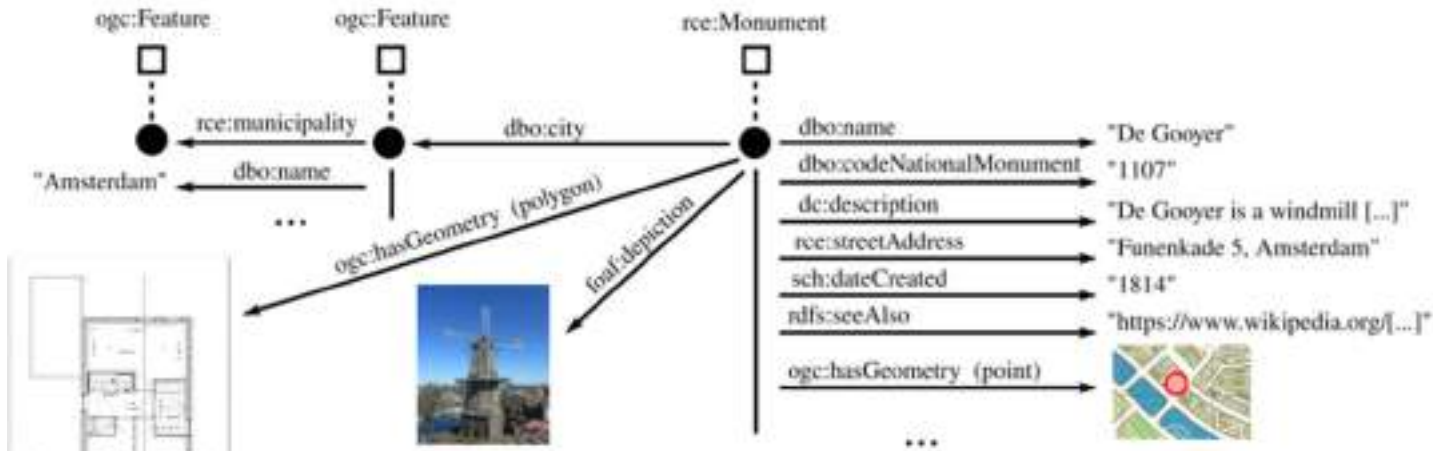 ogc:Feature
ogc:Feature
rce:Monument
rce:municipality
dbo:city
dbo:name
"De Gooyer"
"Amsterdam"
dbo:name
dbo:codeNationalMonument
"1107"
...
ogc:hasGeometry (polygon)
foaf:depiction
dc:description
"De Gooyer is a windmill [...]"
rce:streetAddress
"Funenkade 5, Amsterdam"
sch:dateCreated
"1814"
rdfs:seeAlso
"https://www.wikipedia.org/[...]"
ogc:hasGeometry (point)
...